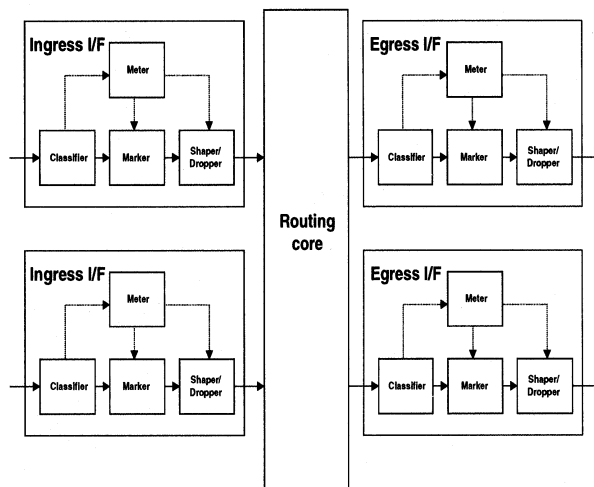 Ingress I/F
Meter
Classifier
Marker
Shaper/
Dropper
Egress I/F
Meter
Classifier
Marker
Shaper/
Dropper
Routing
core
Ingress I/F
Meter
Classifier
Marker
Shaper/
Dropper
Egress I/F
Meter
Classifier
Marker
Shaper/
Dropper